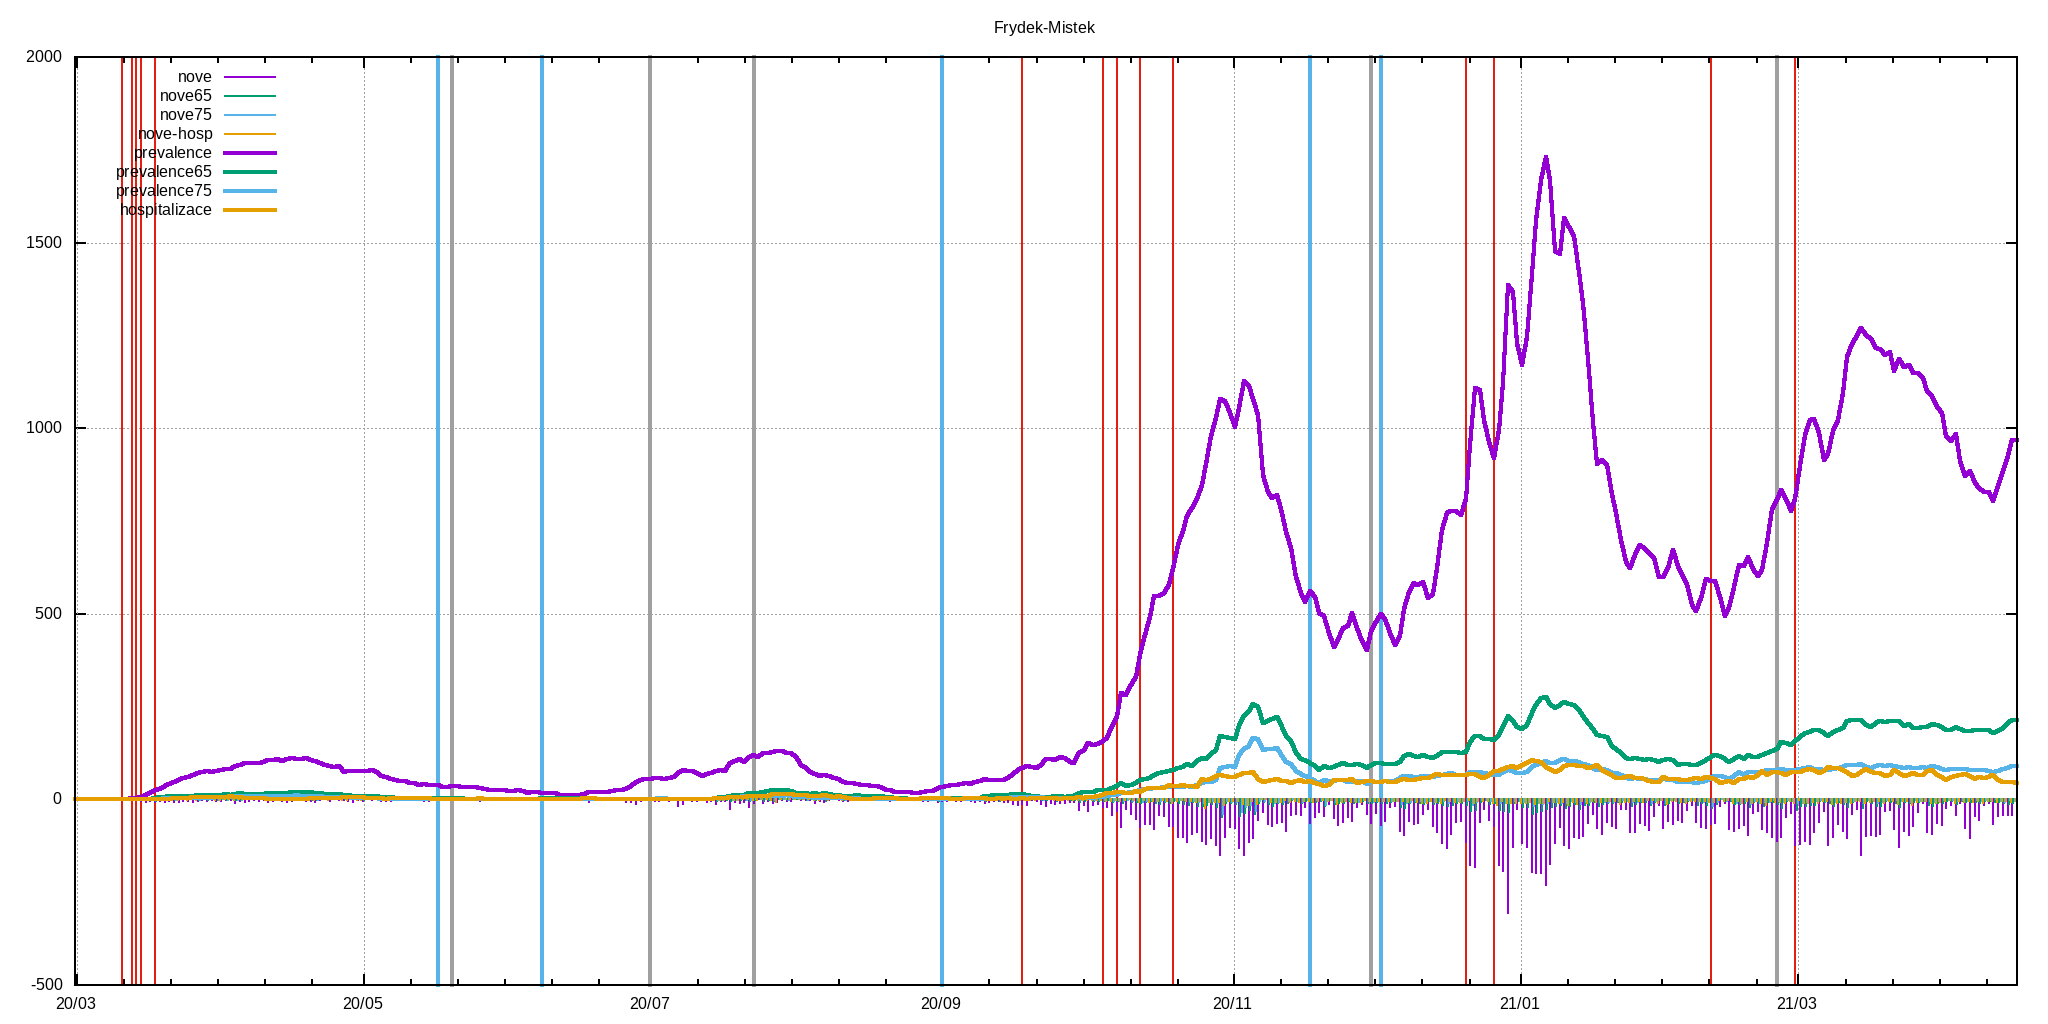 Frydek-Mistek
2000
1500
1000
500
0
-500
nove
nove65
nove75
nove-hosp
prevalence
prevalence65
prevalence75
hospitalizace
20/03 20/05 20/07 20/09 20/11 21/01 21/03